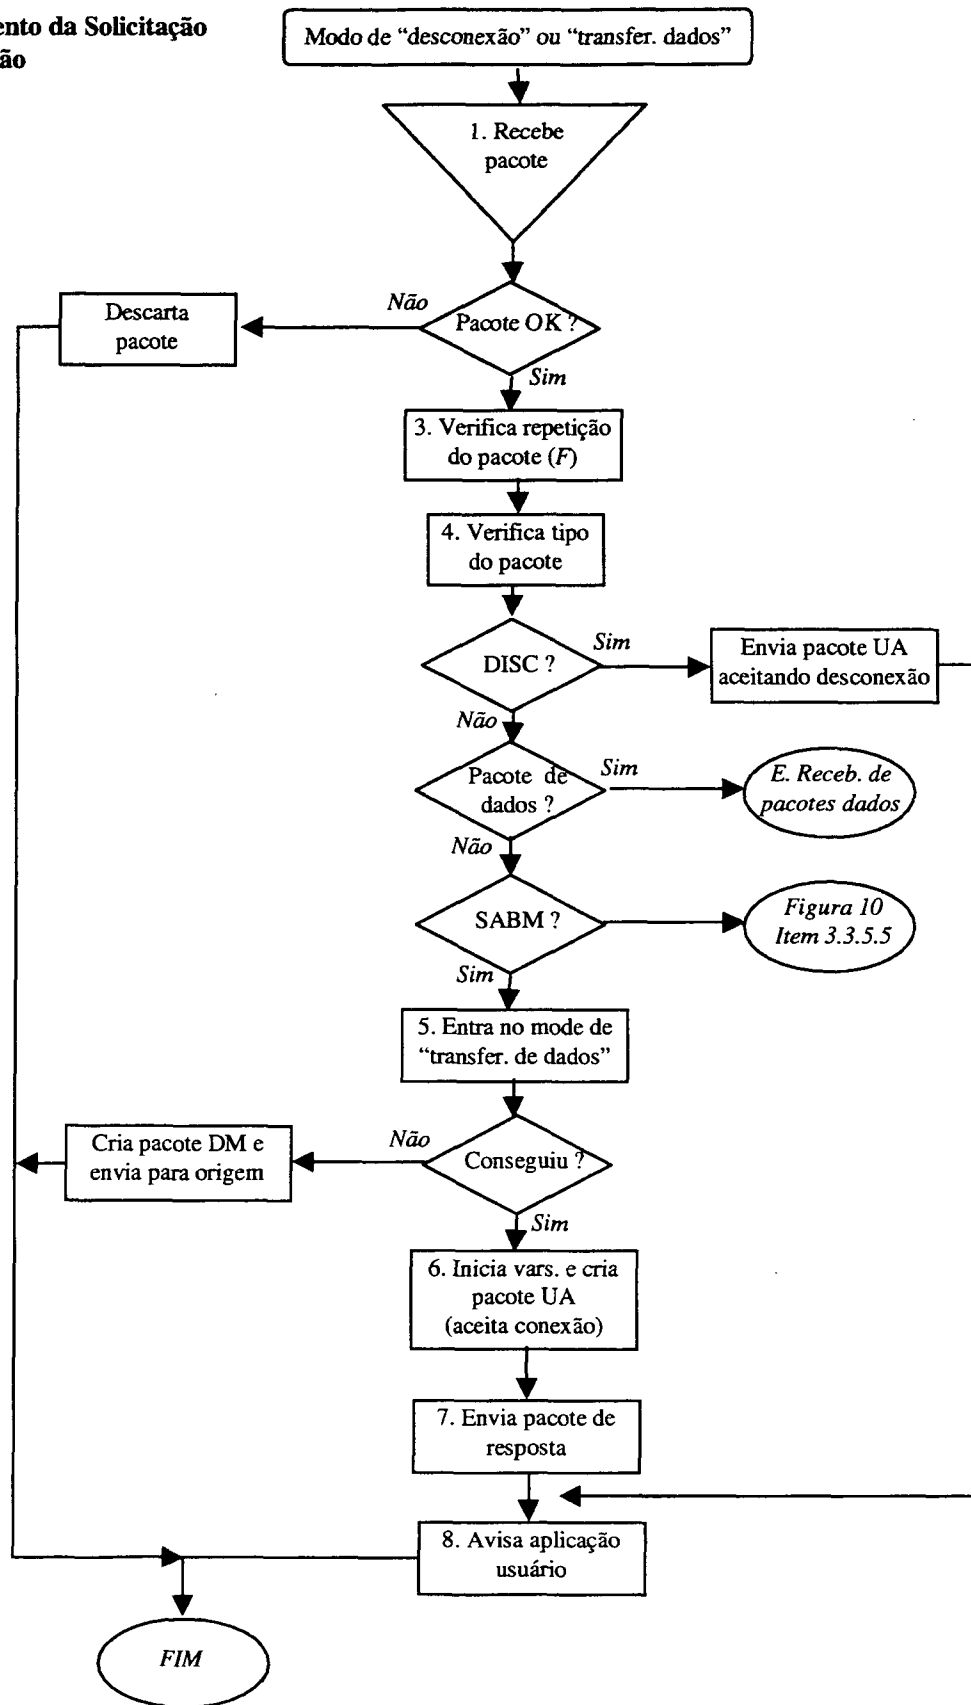 ento da Solicitação
ão
Modo de “desconexão” ou “transfer. dados”
1. Recebe
pacote
Não
Pacote OK ?
Descarta
pacote
Sim
3. Verifica repetição
do pacote (F)
4. Verifica tipo
do pacote
DISC ?
Sim
Envia pacote UA
aceitando desconexão
Não
Pacote de
dados ?
Sim
E. Receb. de
pacotes dados
Não
SABM ?
Figura 10
Item 3.3.5.5
Sim
5. Entra no mode de
“transfer. de dados”
Conseguiu ?
Não
Cria pacote DM e
envia para origem
Sim
6. Inicia vars. e cria
pacote UA
(aceita conexão)
7. Envia pacote de
resposta
8. Avisa aplicação
usuário
FIM